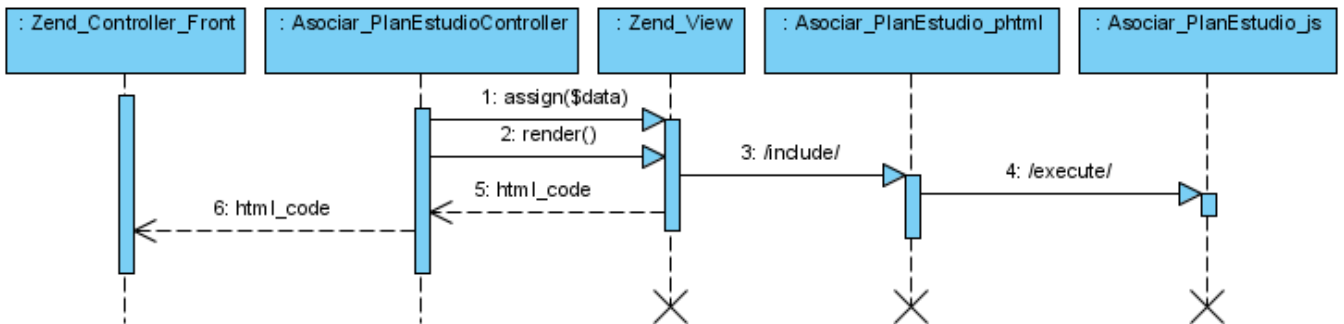 : Zend_Controller_Front
: Asociar_PlanEstudioController
: Zend_View
: Asociar_PlanEstudio_phtml
: Asociar_PlanEstudio_js
1: assign($data)
2: render()
3: /include/
4: /execute/
5: html_code
6: html_code